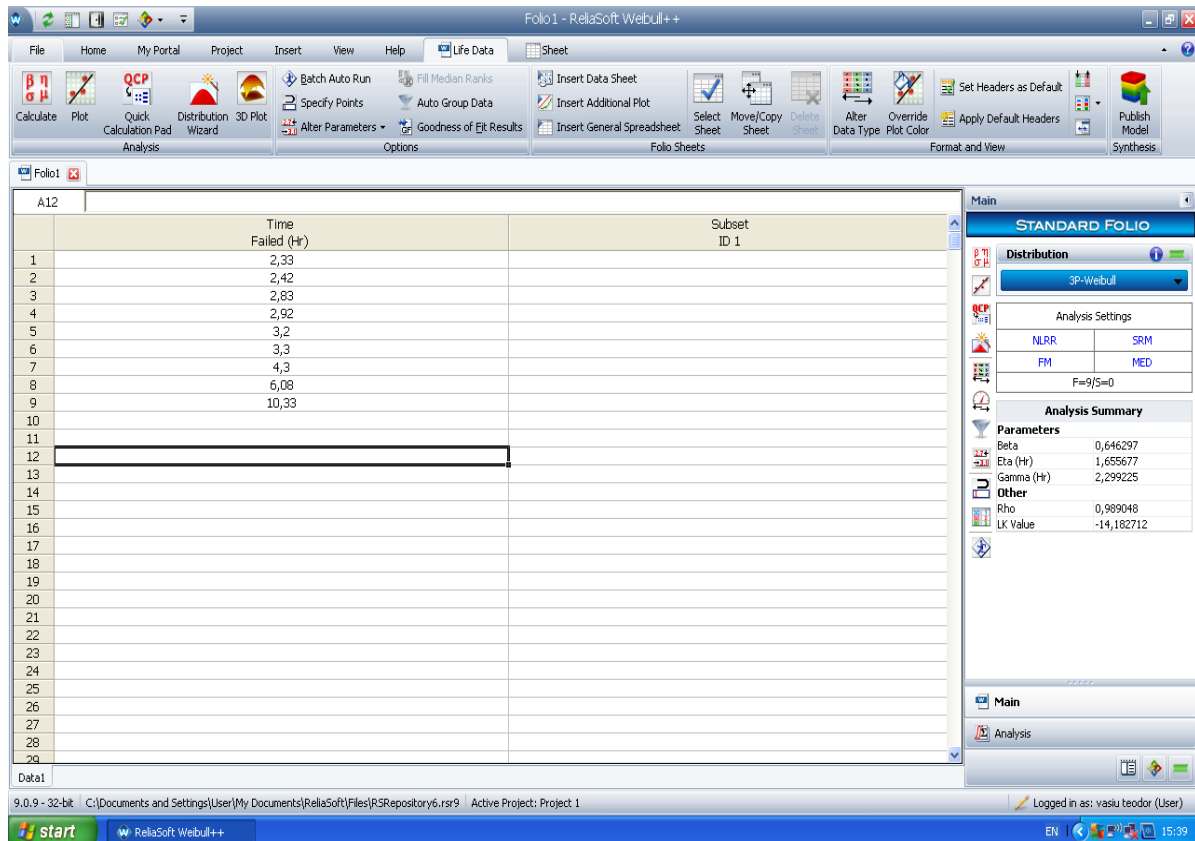 Folio1 - ReliaSoft Weibull++
File Home My Portal Project Insert View Help Life Data Sheet
Batch Auto Run Fill Median Ranks Insert Data Sheet Set Headers as Default
Calculate Plot Quick Calculation Pad Distribution Wizard 3D Plot Specify Points Auto Group Data Insert Additional Plot Select Sheet Move/Copy Sheet Delete Sheet Alter Data Type Override Plot Color Apply Default Headers Publish Model
Alter Parameters Goodness of Fit Results Insert General Spreadsheet
Analysis Options Folio Sheets Format and View Synthesis
Folio1
A12
Time Subset
Failed (Hr) ID 1
1 2,33
2 2,42
3 2,83
4 2,92
5 3,2
6 3,3
7 4,3
8 6,08
9 10,33
10
11
12
13
14
15
16
17
18
19
20
21
22
23
24
25
26
27
28
29
Data1
Main
STANDARD FOLIO
Distribution
3P-Weibull
Analysis Settings
NLRR SRM
FM MED
F=9/S=0
Analysis Summary
Parameters
Beta 0,646297
Eta (Hr) 1,655677
Gamma (Hr) 2,299225
Other
Rho 0,989048
LK Value -14,182712
Main
Analysis
9.0.9 - 32-bit C:\Documents and Settings\User\My Documents\ReliaSoft\Files\RSRepository6.rsr9 Active Project: Project 1 Logged in as: vasiu teodor (User)
start ReliaSoft Weibull++ EN 15:39